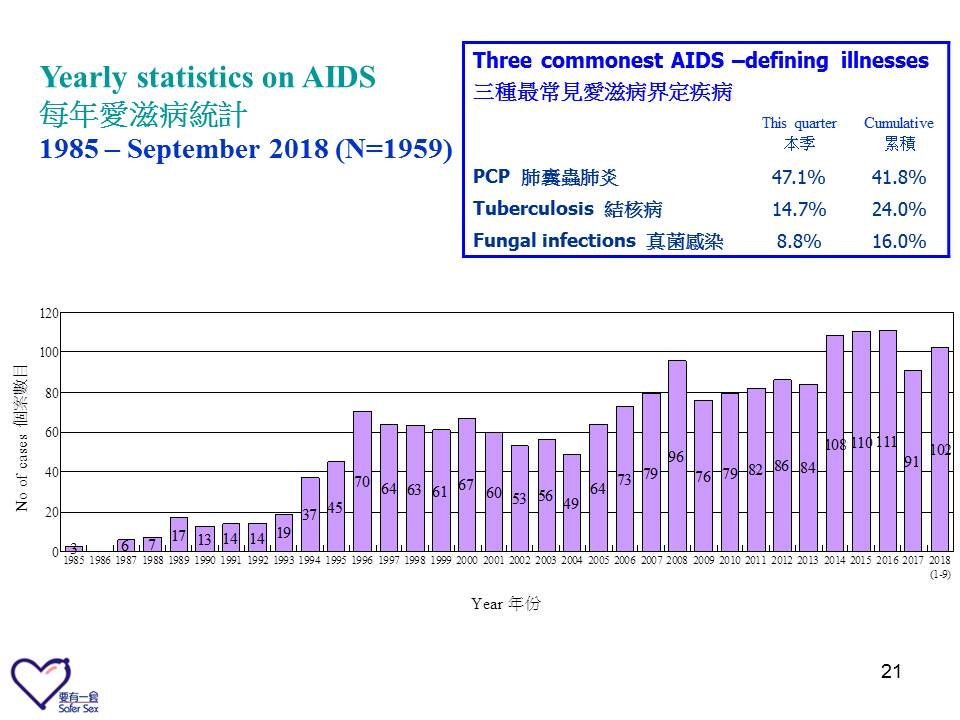 Yearly statistics on AIDS
每年愛滋病統計
1985 – September 2018 (N=1959)
Three commonest AIDS –defining illnesses
三種最常見愛滋病界定疾病
This quarter Cumulative
本季 累積
PCP 肺囊蟲肺炎 47.1% 41.8%
Tuberculosis 結核病 14.7% 24.0%
Fungal infections 真菌感染 8.8% 16.0%
No of cases 個案數目
120
100
80
60
40
20
0
3 6 7 17 13 14 14 19 37 45 70 64 63 61 67 60 53 56 49 64 73 79 96 76 79 82 86 84 108 110 111 91 102
1985 1986 1987 1988 1989 1990 1991 1992 1993 1994 1995 1996 1997 1998 1999 2000 2001 2002 2003 2004 2005 2006 2007 2008 2009 2010 2011 2012 2013 2014 2015 2016 2017 2018
(1-9)
Year 年份
要有一套
Safer Sex
21